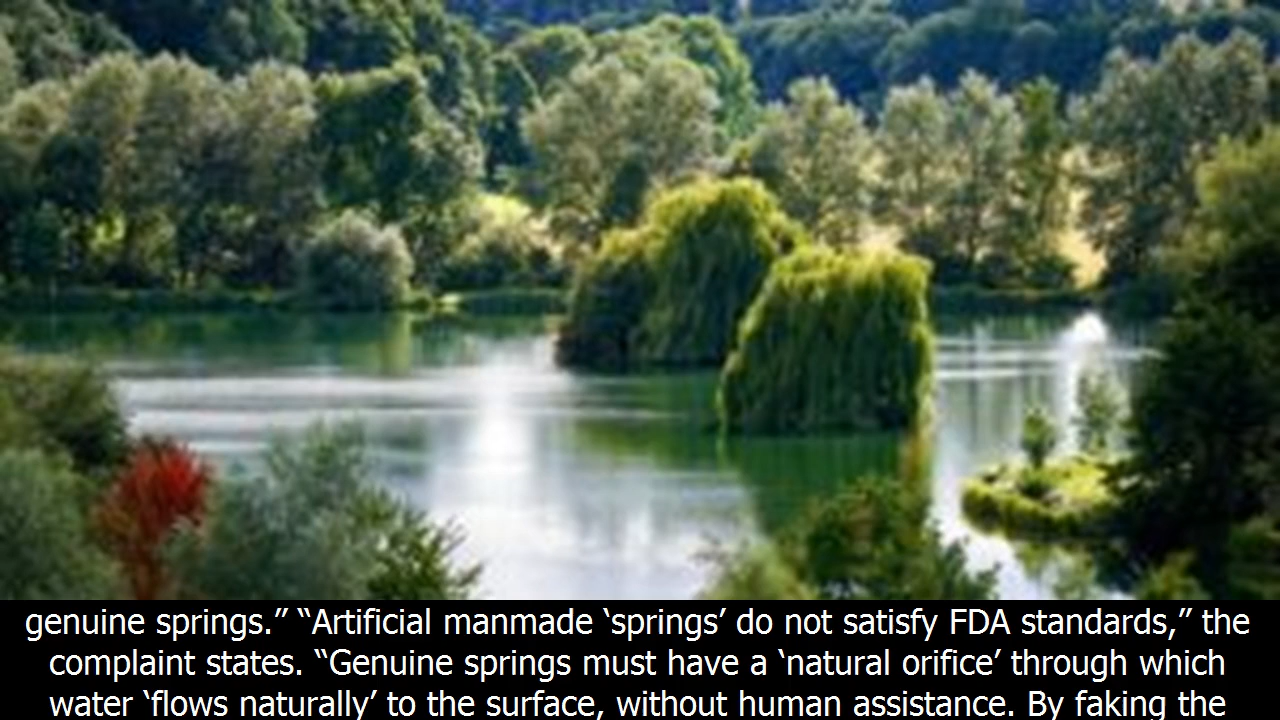 genuine springs.” “Artificial manmade ‘springs’ do not satisfy FDA standards,” the
complaint states. “Genuine springs must have a ‘natural orifice’ through which
water ‘flows naturally’ to the surface, without human assistance. By faking the